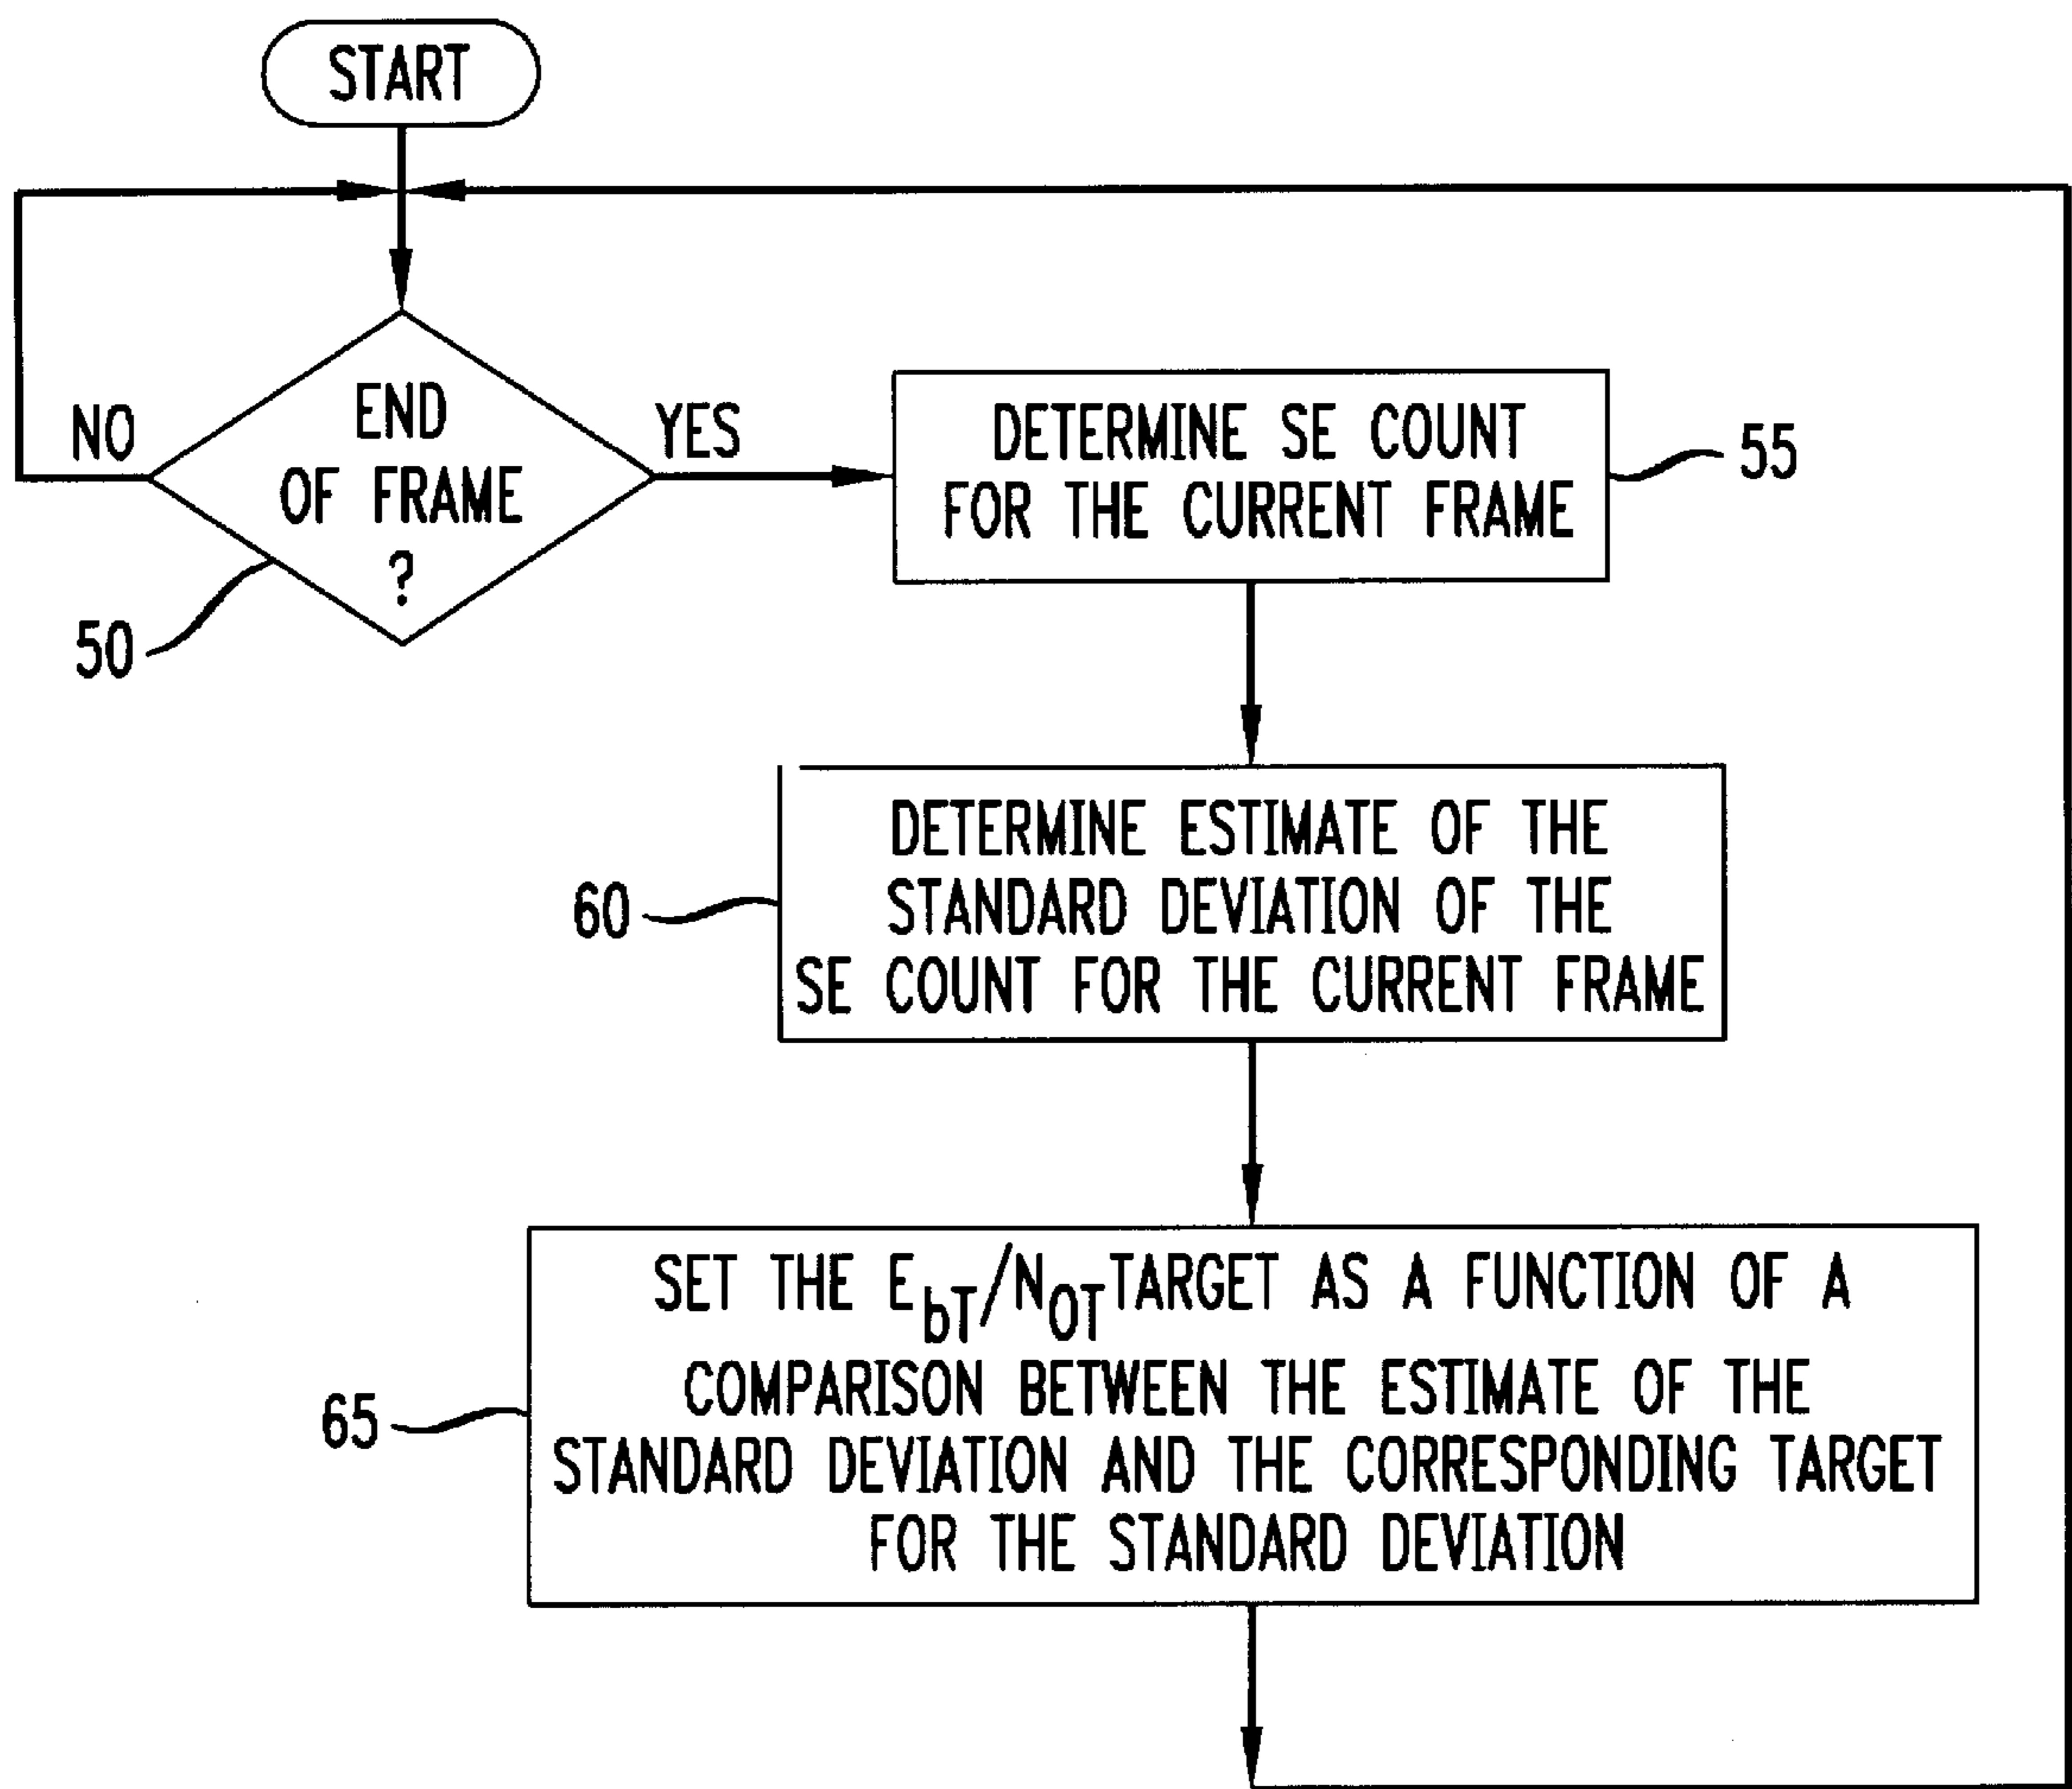 START
END
OF FRAME
?
NO
YES
50
DETERMINE SE COUNT
FOR THE CURRENT FRAME
55
DETERMINE ESTIMATE OF THE
STANDARD DEVIATION OF THE
SE COUNT FOR THE CURRENT FRAME
60
SET THE EbT/NOT TARGET AS A FUNCTION OF A
COMPARISON BETWEEN THE ESTIMATE OF THE
STANDARD DEVIATION AND THE CORRESPONDING TARGET
FOR THE STANDARD DEVIATION
65